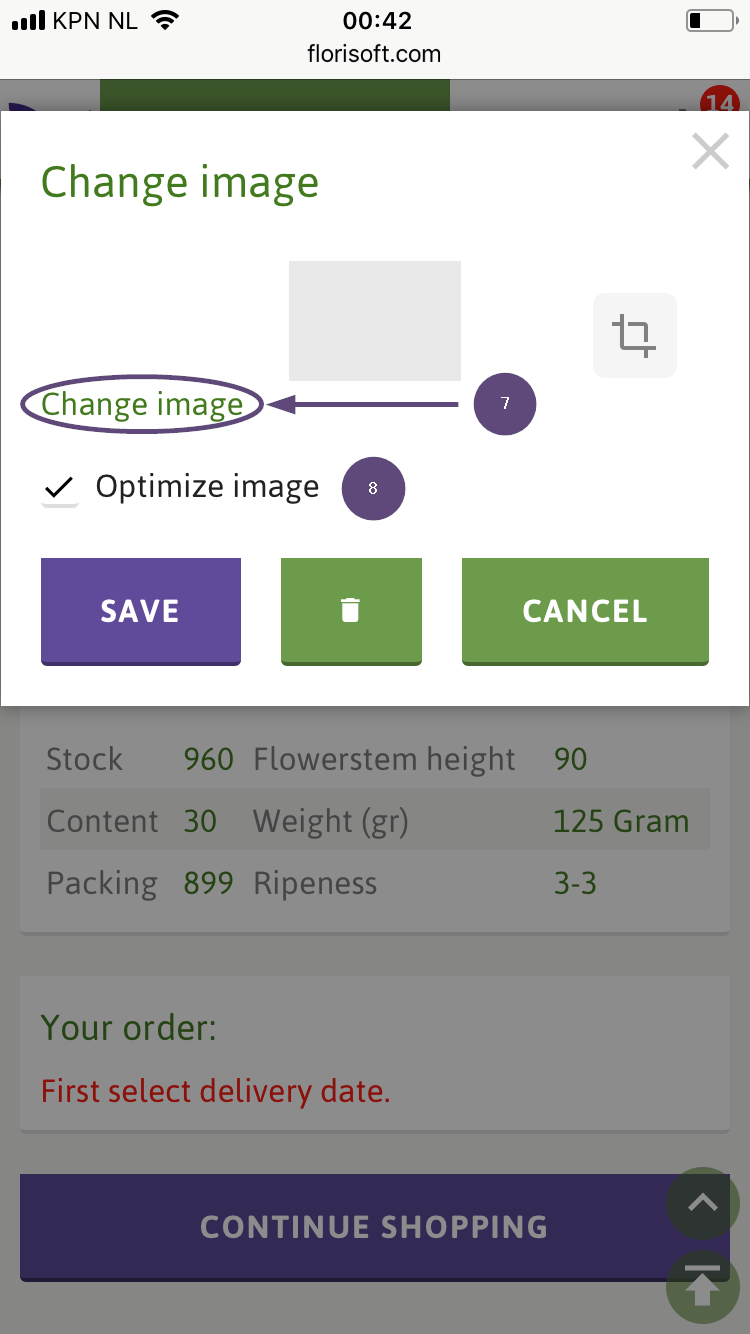 KPN NL 00:42
florisoft.com
14
Change image
Change image 7
Optimize image 8
SAVE CANCEL
Stock 960 Flowerstem height 90
Content 30 Weight (gr) 125 Gram
Packing 899 Ripeness 3-3
Your order:
First select delivery date.
CONTINUE SHOPPING